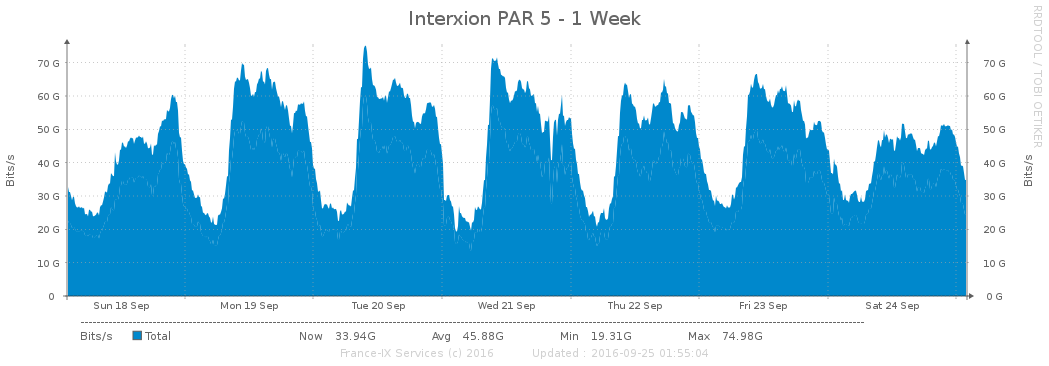 Interxion PAR 5 - 1 Week
RRDTOOL / TOBI OETIKER
Bits/s
70 G 70 G
60 G 60 G
50 G 50 G
40 G 40 G
30 G 30 G
20 G 20 G
10 G 10 G
0 0 G
Bits/s
Sun 18 Sep Mon 19 Sep Tue 20 Sep Wed 21 Sep Thu 22 Sep Fri 23 Sep Sat 24 Sep
Bits/s Total Now 33.94G Avg 45.88G Min 19.31G Max 74.98G
France-IX Services (c) 2016 Updated : 2016-09-25 01:55:04